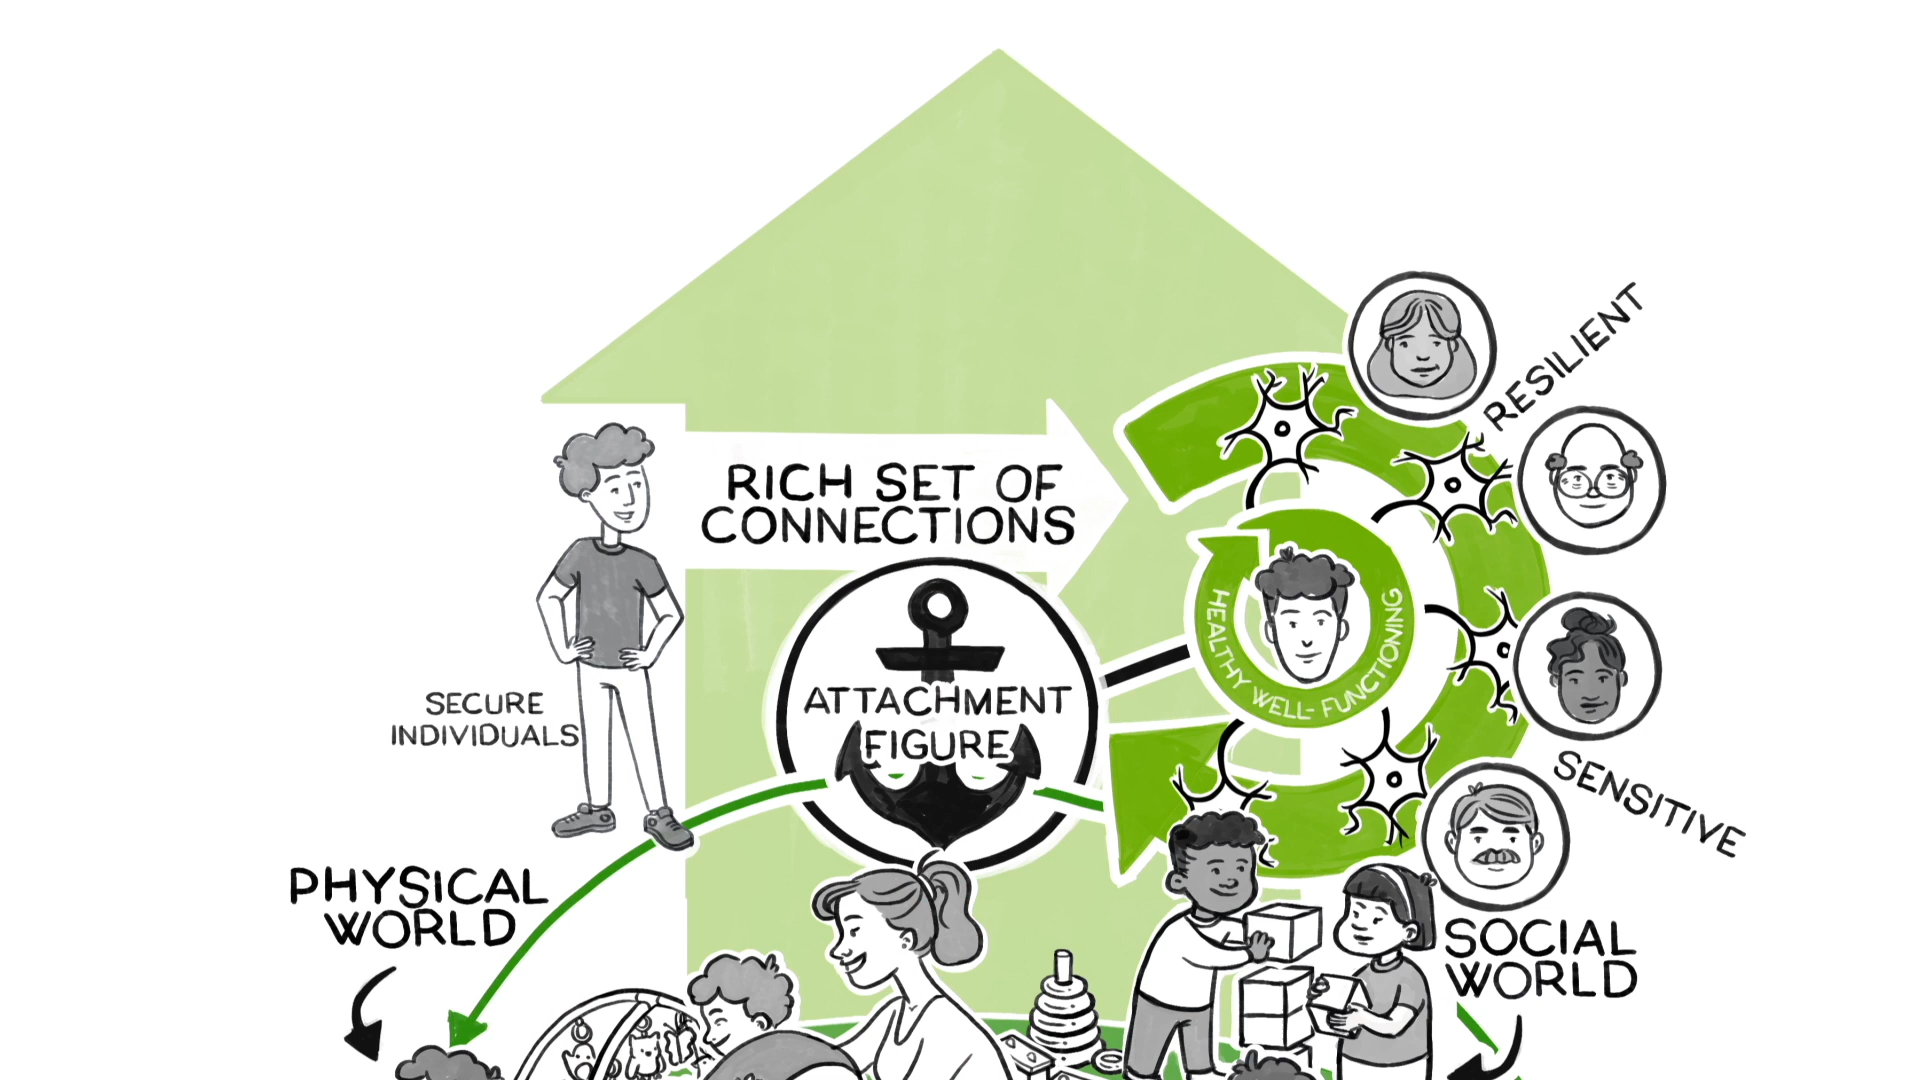 RESILIENT
RICH SET OF
CONNECTIONS
HEALTHY WELL-FUNCTIONING
ATTACHMENT
FIGURE
SECURE
INDIVIDUALS
SENSITIVE
PHYSICAL
WORLD
SOCIAL
WORLD